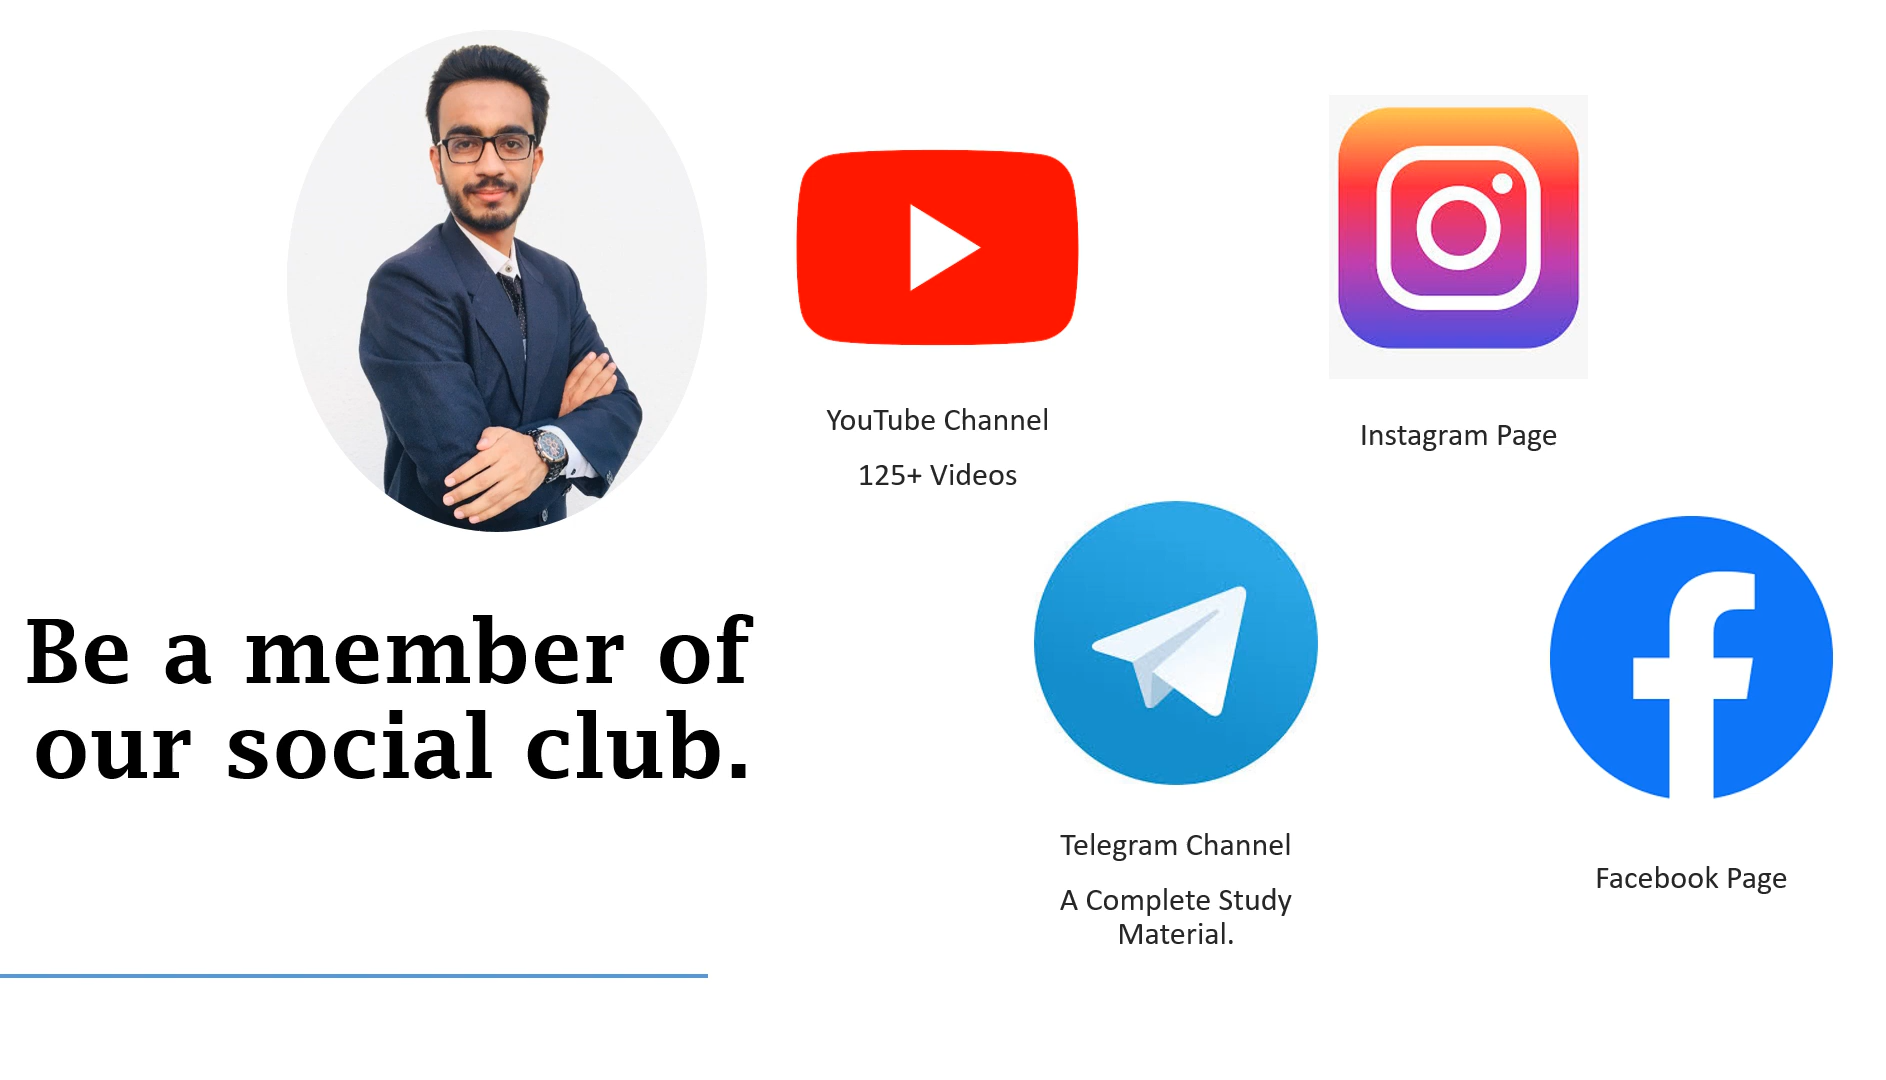 Be a member of
our social club.
YouTube Channel
125+ Videos
Instagram Page
Telegram Channel
A Complete Study
Material.
Facebook Page